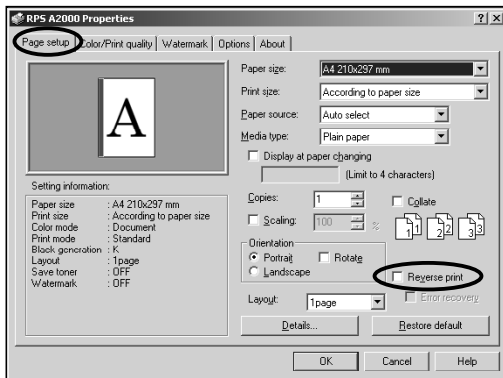 RPS A2000 Properties
Page setup Color/Print quality Watermark Options About
A
Paper size: A4 210x297 mm
Print size: According to paper size
Paper source: Auto select
Media type: Plain paper
Display at paper changing
(Limit to 4 characters)
Setting information:
Paper size : A4 210x297 mm
Print size : According to paper size
Color mode : Document
Print mode : Standard
Black generation : K
Layout : 1page
Save toner : OFF
Watermark : OFF
Copies: 1 Collate
Scaling: 100 %
1 1 2 2 3 3
Orientation
Portrait Rotate
Landscape
Reverse print
Error recovery
Layout: 1page
Details... Restore default
OK Cancel Help